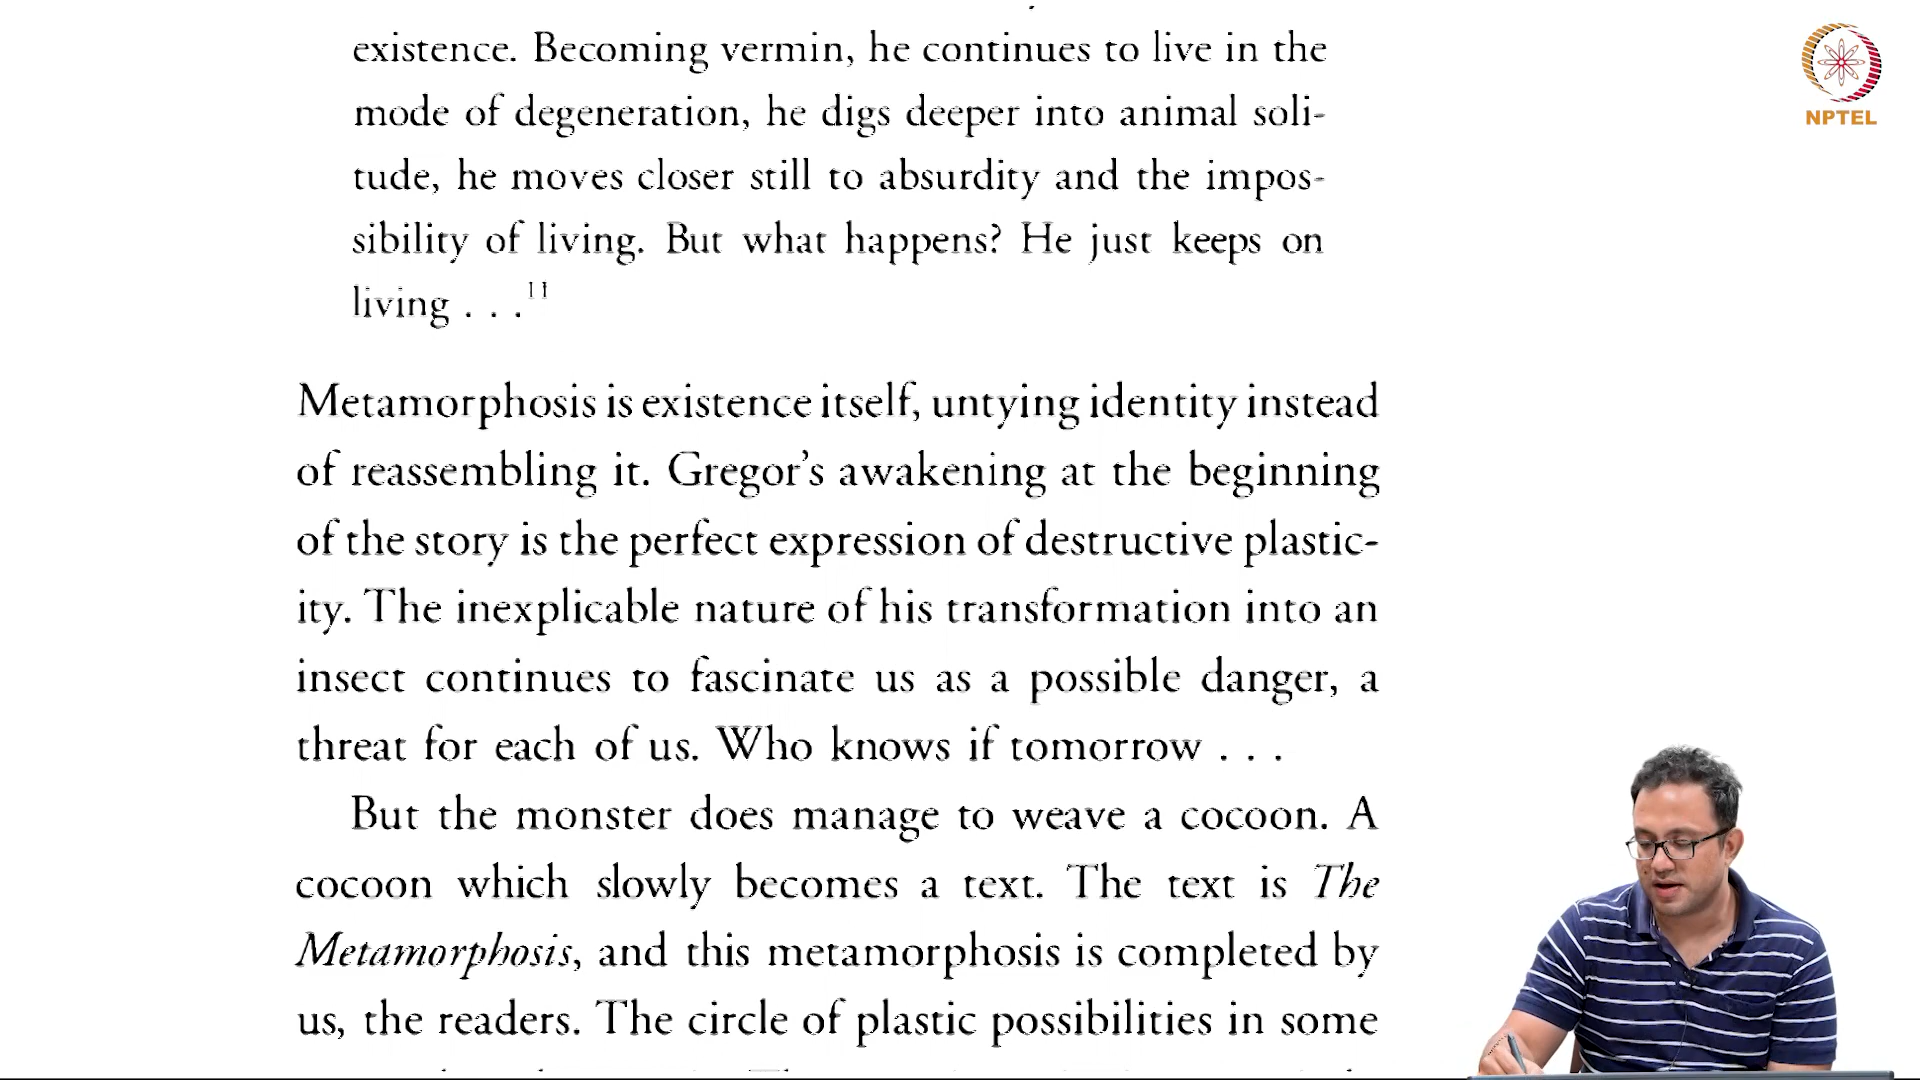 existence. Becoming vermin, he continues to live in the
mode of degeneration, he digs deeper into animal soli-
tude, he moves closer still to absurdity and the impos-
sibility of living. But what happens? He just keeps on
living . . .11
Metamorphosis is existence itself, untying identity instead
of reassembling it. Gregor’s awakening at the beginning
of the story is the perfect expression of destructive plastic-
ity. The inexplicable nature of his transformation into an
insect continues to fascinate us as a possible danger, a
threat for each of us. Who knows if tomorrow . . .
But the monster does manage to weave a cocoon. A
cocoon which slowly becomes a text. The text is The
Metamorphosis, and this metamorphosis is completed by
us, the readers. The circle of plastic possibilities in some
NPTEL